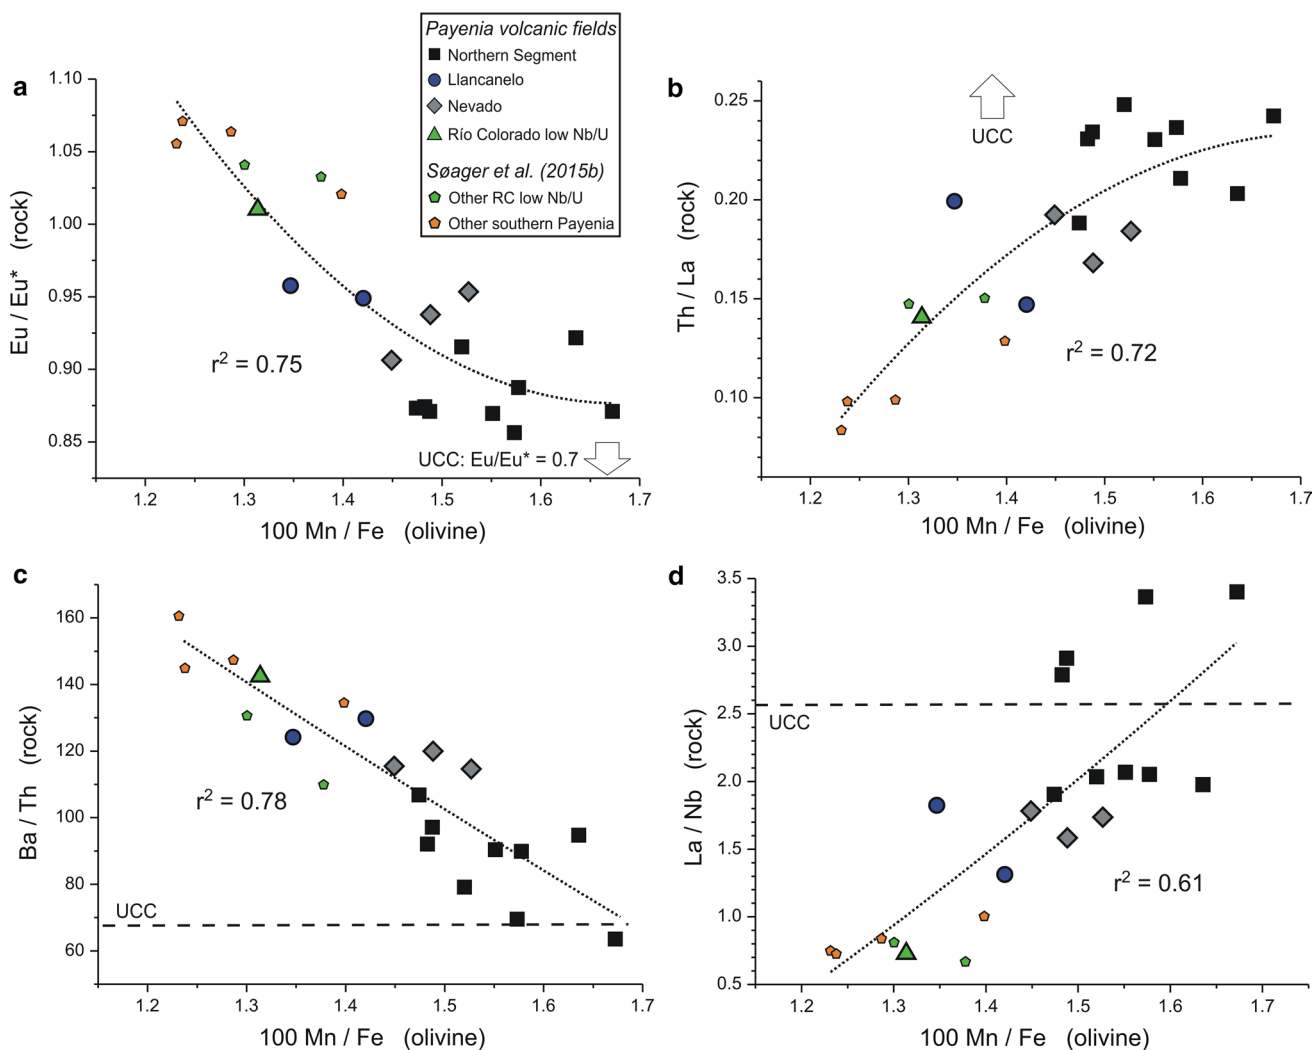 Payenia volcanic fields
Northern Segment
Llancanelo
Nevado
Río Colorado low Nb/U
Søager et al. (2015b)
Other RC low Nb/U
Other southern Payenia
a
1.10
1.05
1.00
0.95
0.90
0.85
Eu / Eu* (rock)
r² = 0.75
UCC: Eu/Eu* = 0.7
1.2 1.3 1.4 1.5 1.6 1.7
100 Mn / Fe (olivine)
b
UCC
0.25
0.20
0.15
0.10
Th / La (rock)
r² = 0.72
1.2 1.3 1.4 1.5 1.6 1.7
100 Mn / Fe (olivine)
c
160
140
120
100
80
60
Ba / Th (rock)
r² = 0.78
UCC
1.2 1.3 1.4 1.5 1.6 1.7
100 Mn / Fe (olivine)
d
3.5
3.0
2.5
2.0
1.5
1.0
0.5
La / Nb (rock)
UCC
r² = 0.61
1.2 1.3 1.4 1.5 1.6 1.7
100 Mn / Fe (olivine)